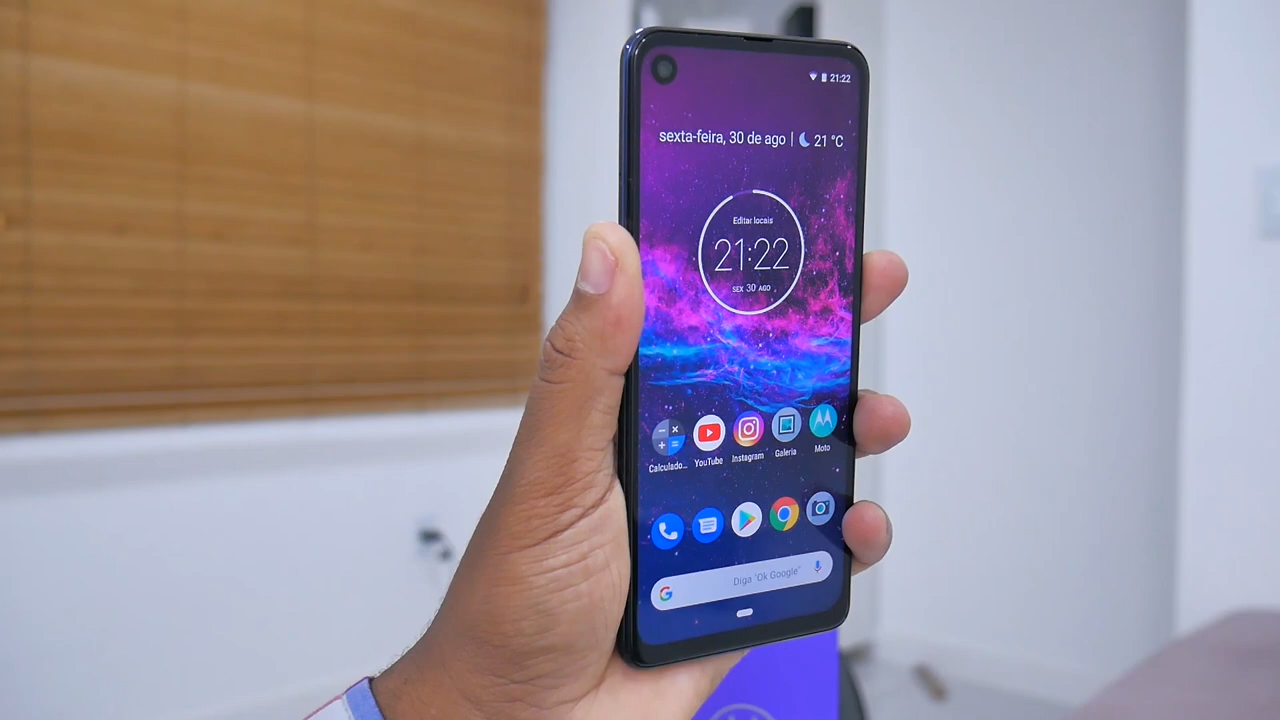 21:22
sexta-feira, 30 de ago | 21 °C
Editar locais
21:22
SEX 30 AGO
Calculado... YouTube Instagram Galeria Moto
G Diga "Ok Google"